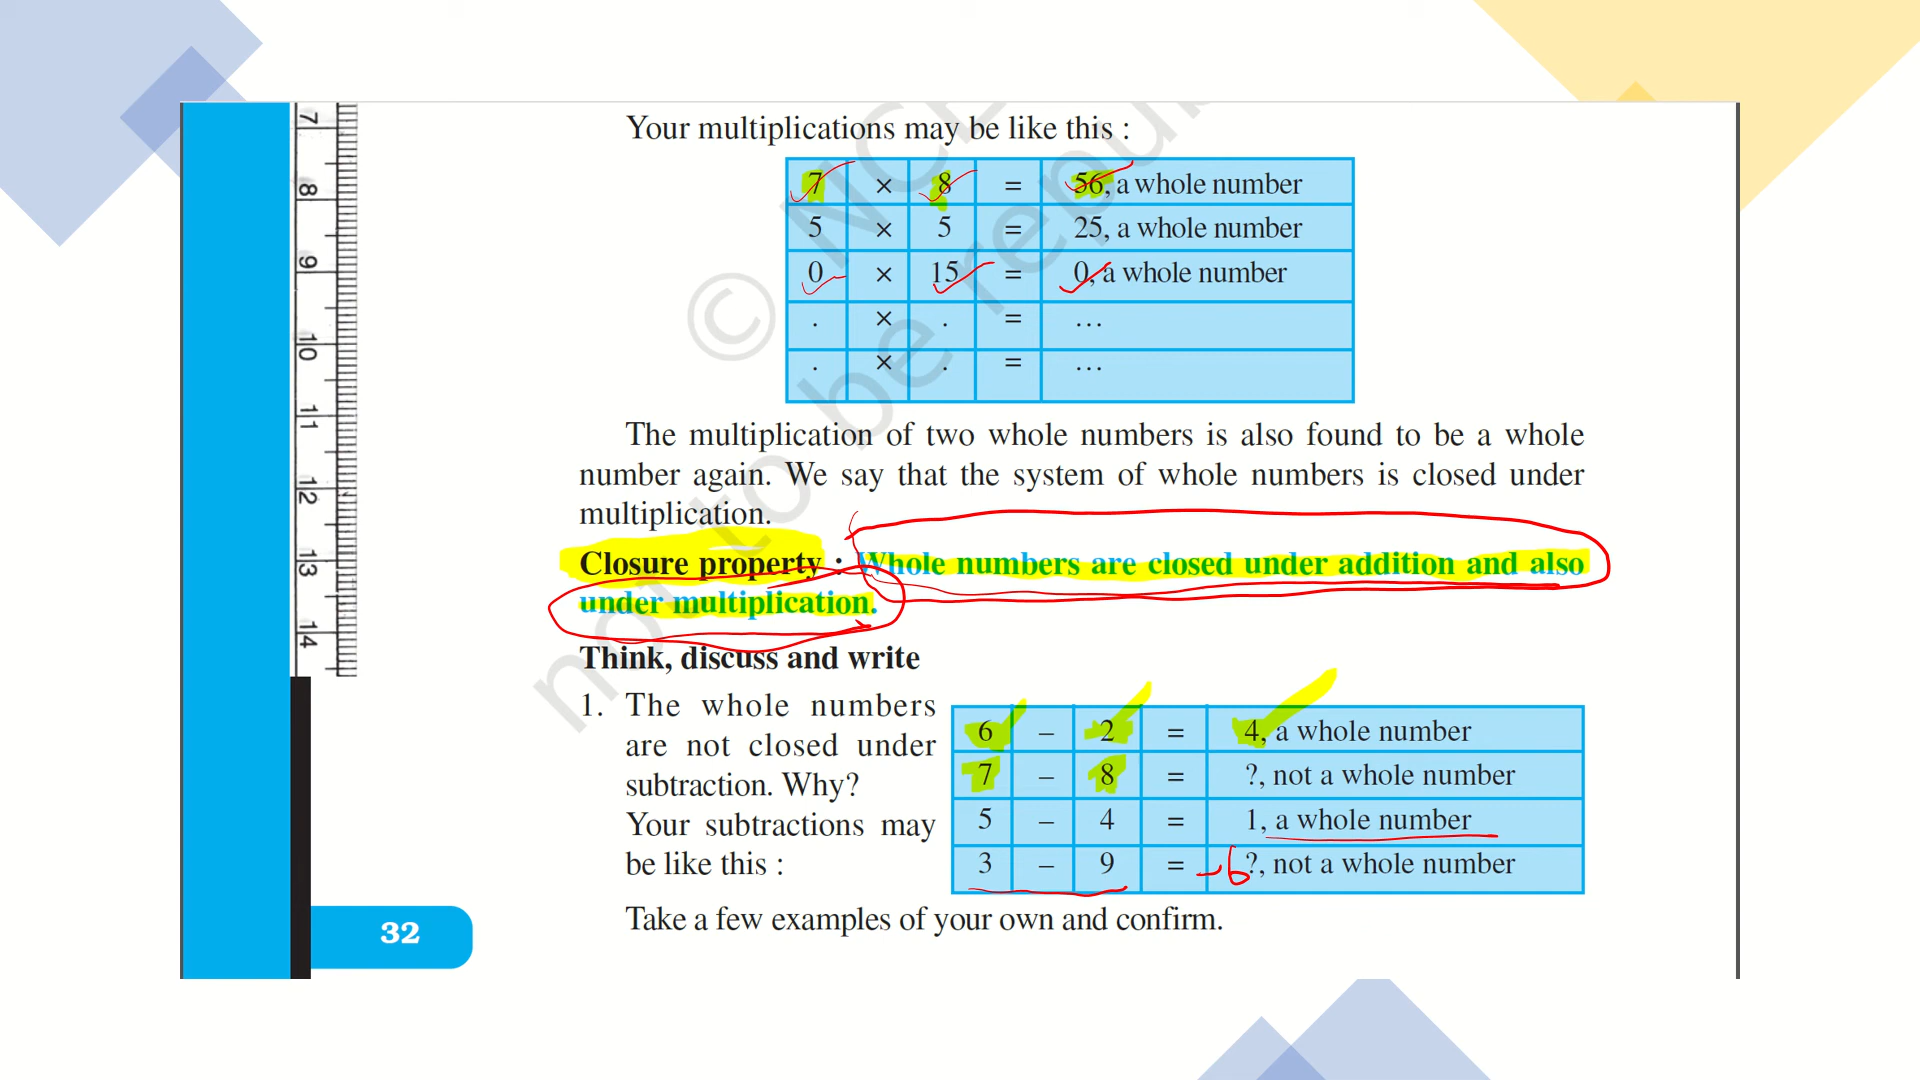 Your multiplications may be like this :
7 × 8 = 56, a whole number
5 × 5 = 25, a whole number
0 × 15 = 0, a whole number
. × . = ...
. × . = ...
The multiplication of two whole numbers is also found to be a whole
number again. We say that the system of whole numbers is closed under
multiplication.
Closure property : Whole numbers are closed under addition and also
under multiplication.
Think, discuss and write
1. The whole numbers
are not closed under
subtraction. Why?
Your subtractions may
be like this :
6 – 2 = 4, a whole number
7 – 8 = ?, not a whole number
5 – 4 = 1, a whole number
3 – 9 = -6 ?, not a whole number
Take a few examples of your own and confirm.
32
7
8
9
10
11
12
13
14
not to be repu